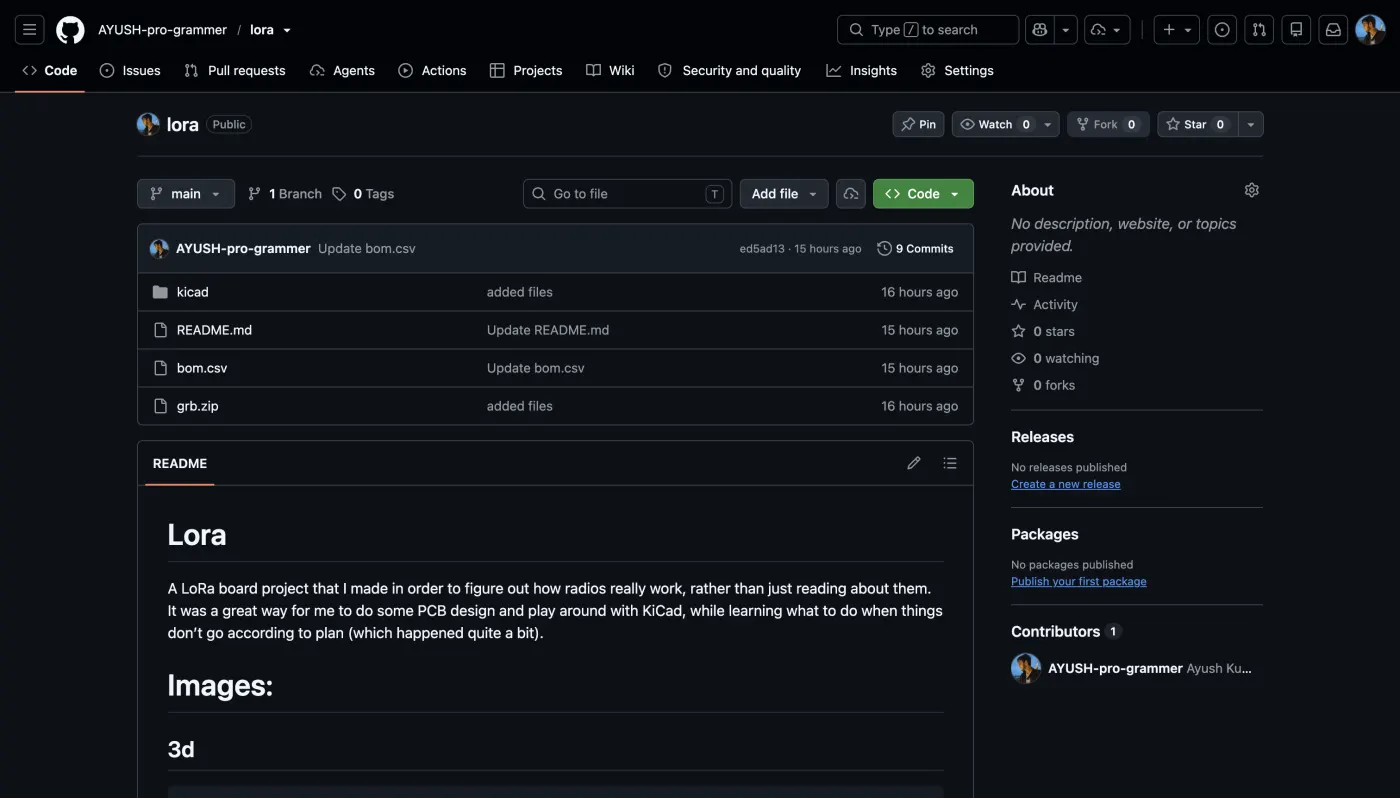 AYUSH-pro-grammer / lora
Type / to search
Code Issues Pull requests Agents Actions Projects Wiki Security and quality Insights Settings
lora Public
Pin Watch 0 Fork 0 Star 0
main 1 Branch 0 Tags Go to file T Add file Code
AYUSH-pro-grammer Update bom.csv ed5ad13 · 15 hours ago 9 Commits
kicad added files 16 hours ago
README.md Update README.md 15 hours ago
bom.csv Update bom.csv 15 hours ago
grb.zip added files 16 hours ago
README
Lora
A LoRa board project that I made in order to figure out how radios really work, rather than just reading about them.
It was a great way for me to do some PCB design and play around with KiCad, while learning what to do when things
don’t go according to plan (which happened quite a bit).
Images:
3d
About
No description, website, or topics
provided.
Readme
Activity
0 stars
0 watching
0 forks
Releases
No releases published
Create a new release
Packages
No packages published
Publish your first package
Contributors 1
AYUSH-pro-grammer Ayush Ku...